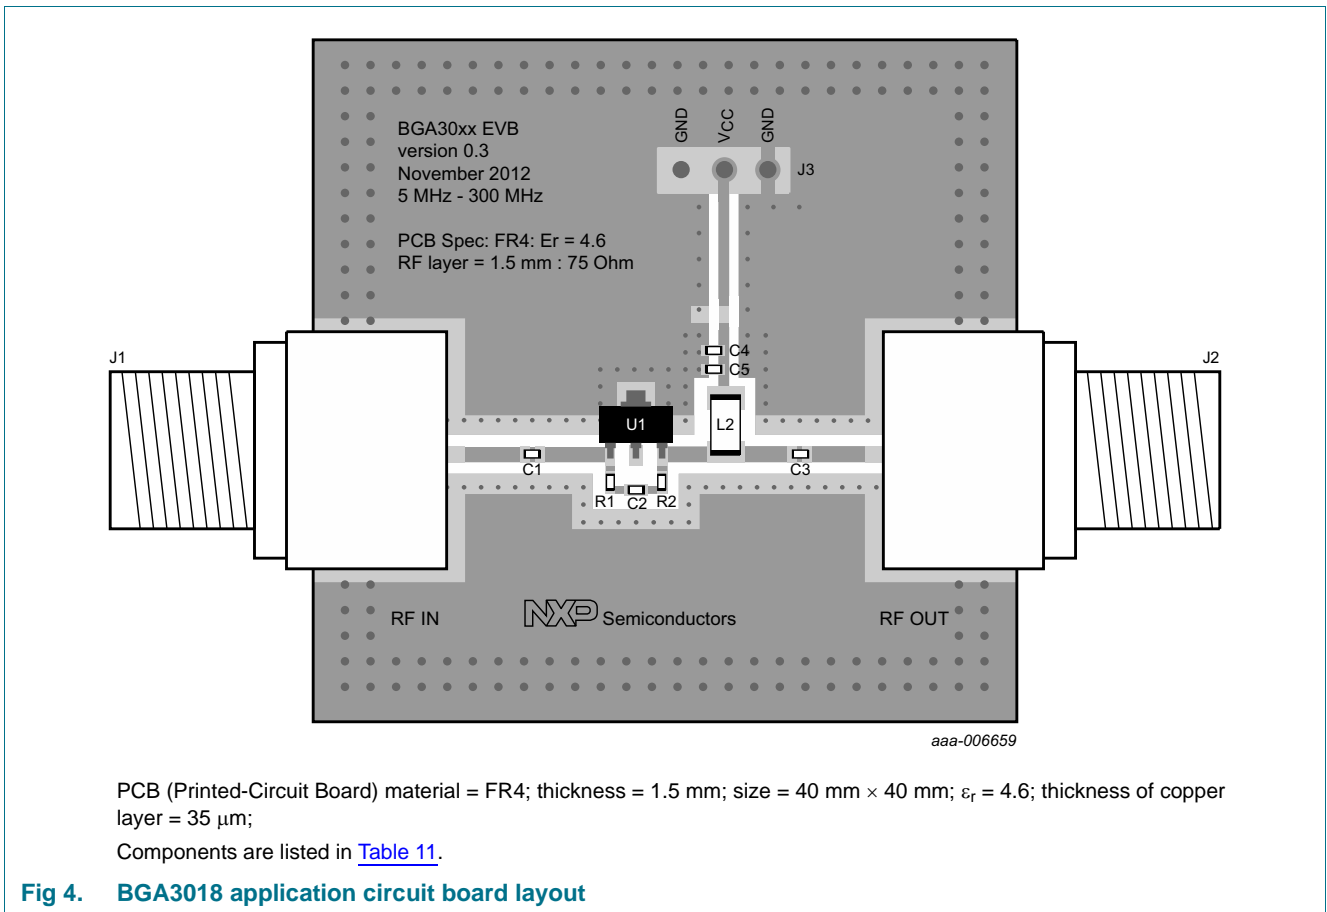 BGA30xx EVB
version 0.3
November 2012
5 MHz - 300 MHz
PCB Spec: FR4: Er = 4.6
RF layer = 1.5 mm : 75 Ohm
GND
VCC
GND
J3
J1
J2
C4
C5
U1
L2
C1
C3
R1
C2
R2
RF IN
NXP Semiconductors
RF OUT
aaa-006659
PCB (Printed-Circuit Board) material = FR4; thickness = 1.5 mm; size = 40 mm × 40 mm; εr = 4.6; thickness of copper
layer = 35 μm;
Components are listed in Table 11.
Fig 4. BGA3018 application circuit board layout